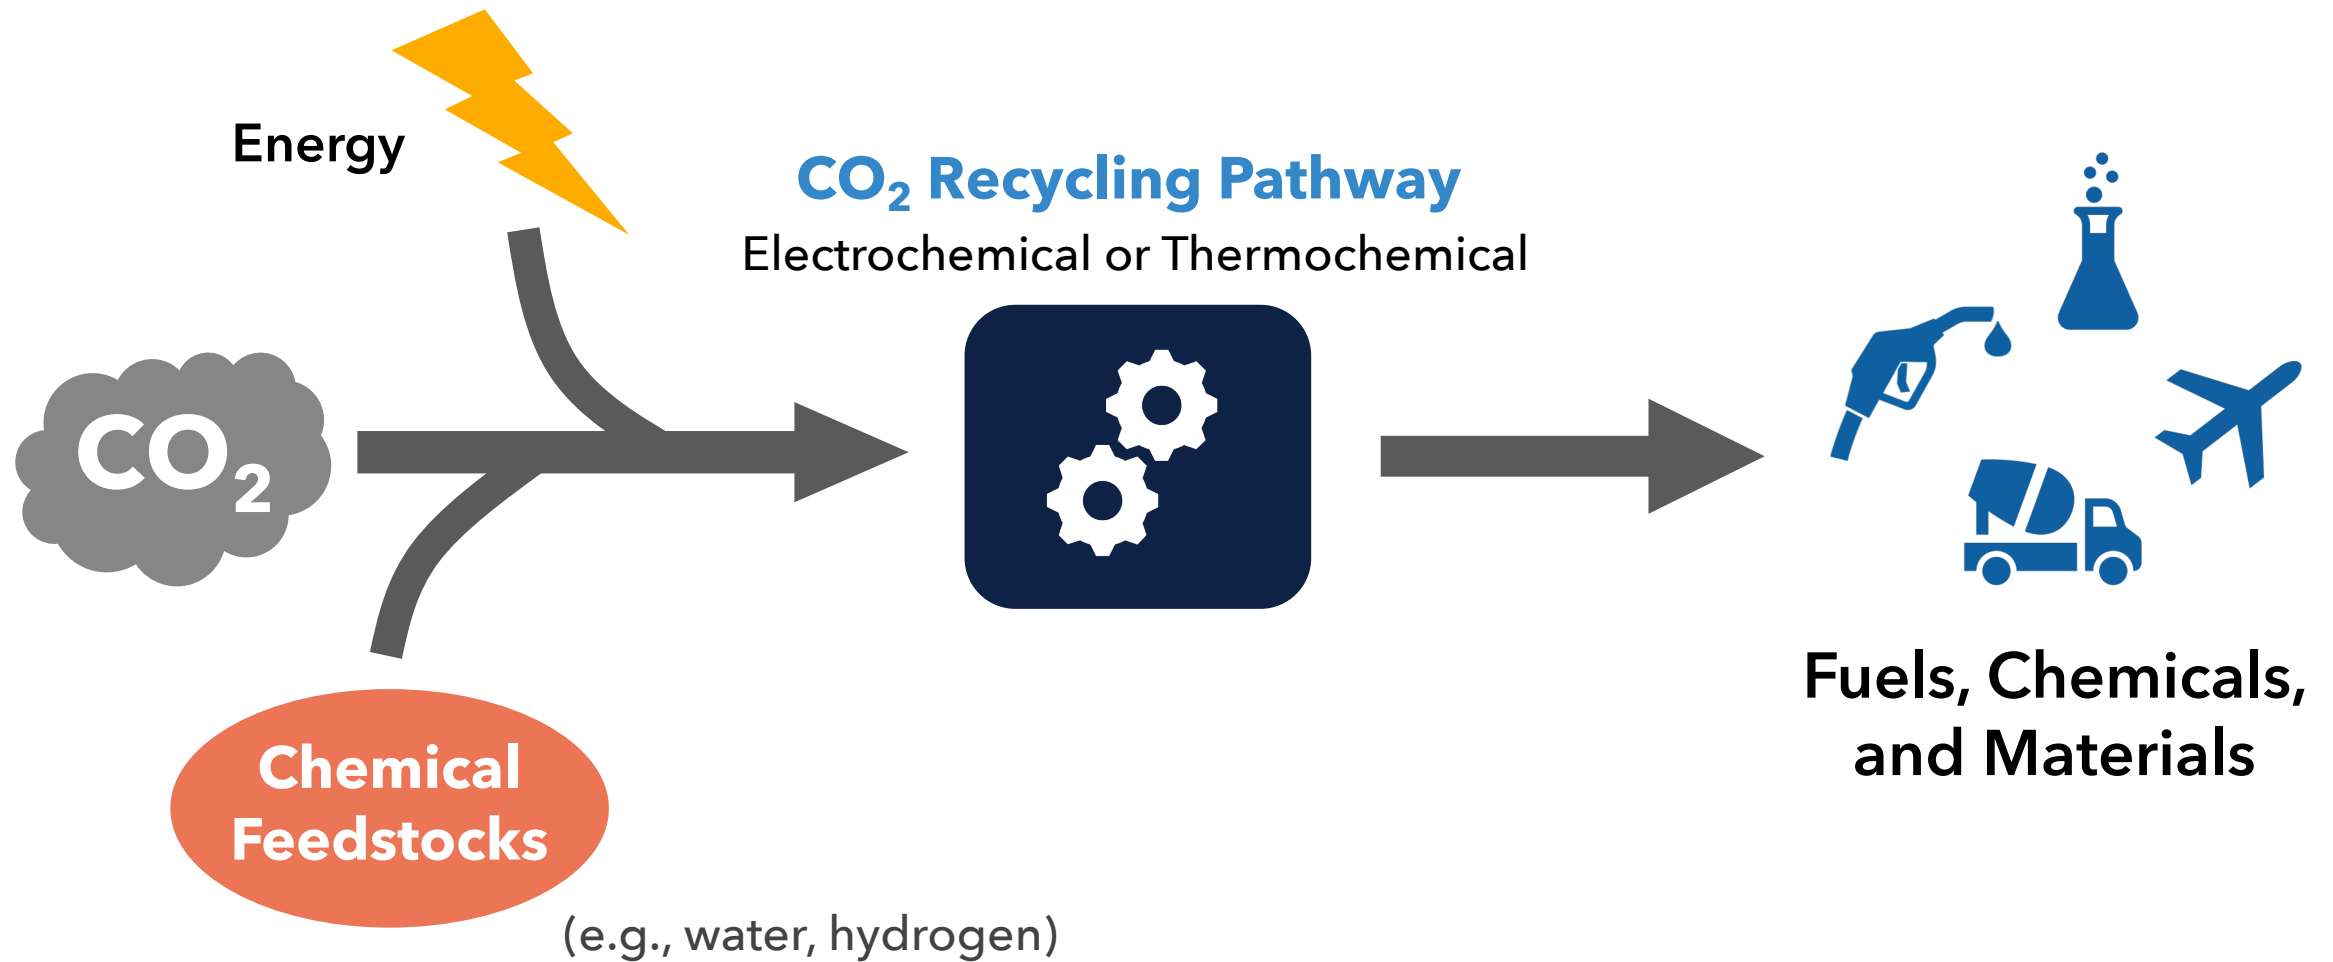 Energy
CO₂ Recycling Pathway
Electrochemical or Thermochemical
CO₂
Chemical
Feedstocks
(e.g., water, hydrogen)
Fuels, Chemicals,
and Materials